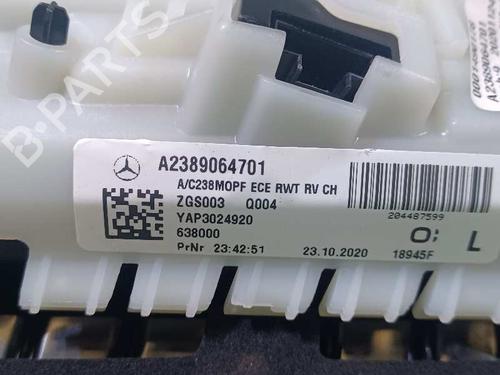 B-PARTS
A2389064701
A/C238MOPF ECE RWT RV CH
ZGS003 Q004
YAP3024920
638000
PrNr 23:42:51 23.10.2020
204487599
O: L
18945F
A2389064701